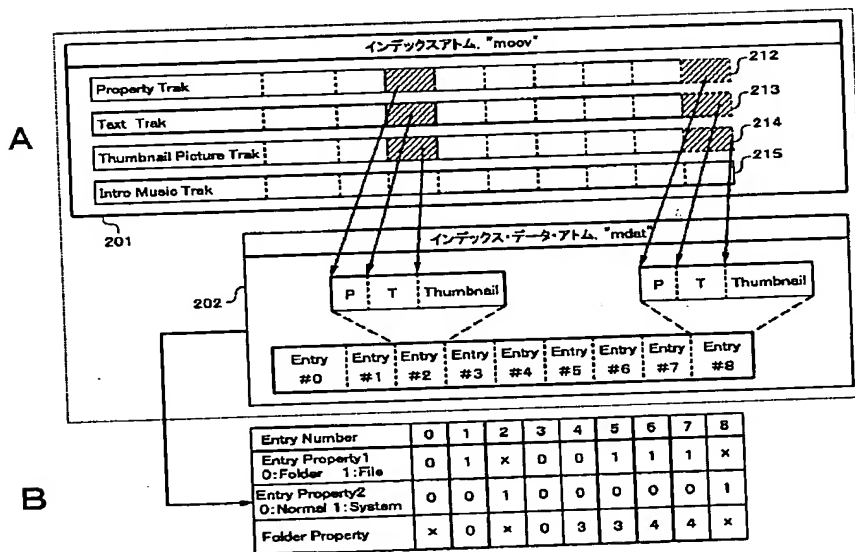 A
インデックスアトム, "moov"
Property Trak
Text Trak
Thumbnail Picture Trak
Intro Music Trak
212
213
214
215
201
インデックス・データ・アトム, "mdat"
202
P T Thumbnail
P T Thumbnail
Entry #0
Entry #1
Entry #2
Entry #3
Entry #4
Entry #5
Entry #6
Entry #7
Entry #8
B
Entry Number 0 1 2 3 4 5 6 7 8
Entry Property1
0:Folder 1:File 0 1 × 0 0 1 1 1 ×
Entry Property2
0:Normal 1:System 0 0 1 0 0 0 0 0 1
Folder Property × 0 × 0 3 3 4 4 ×